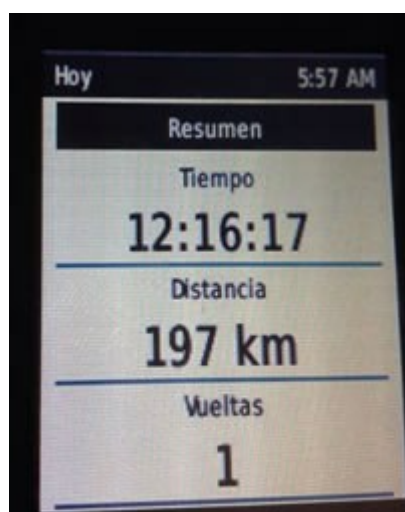 Hoy 5:57 AM
Resumen
Tiempo
12:16:17
Distancia
197 km
Vueltas
1